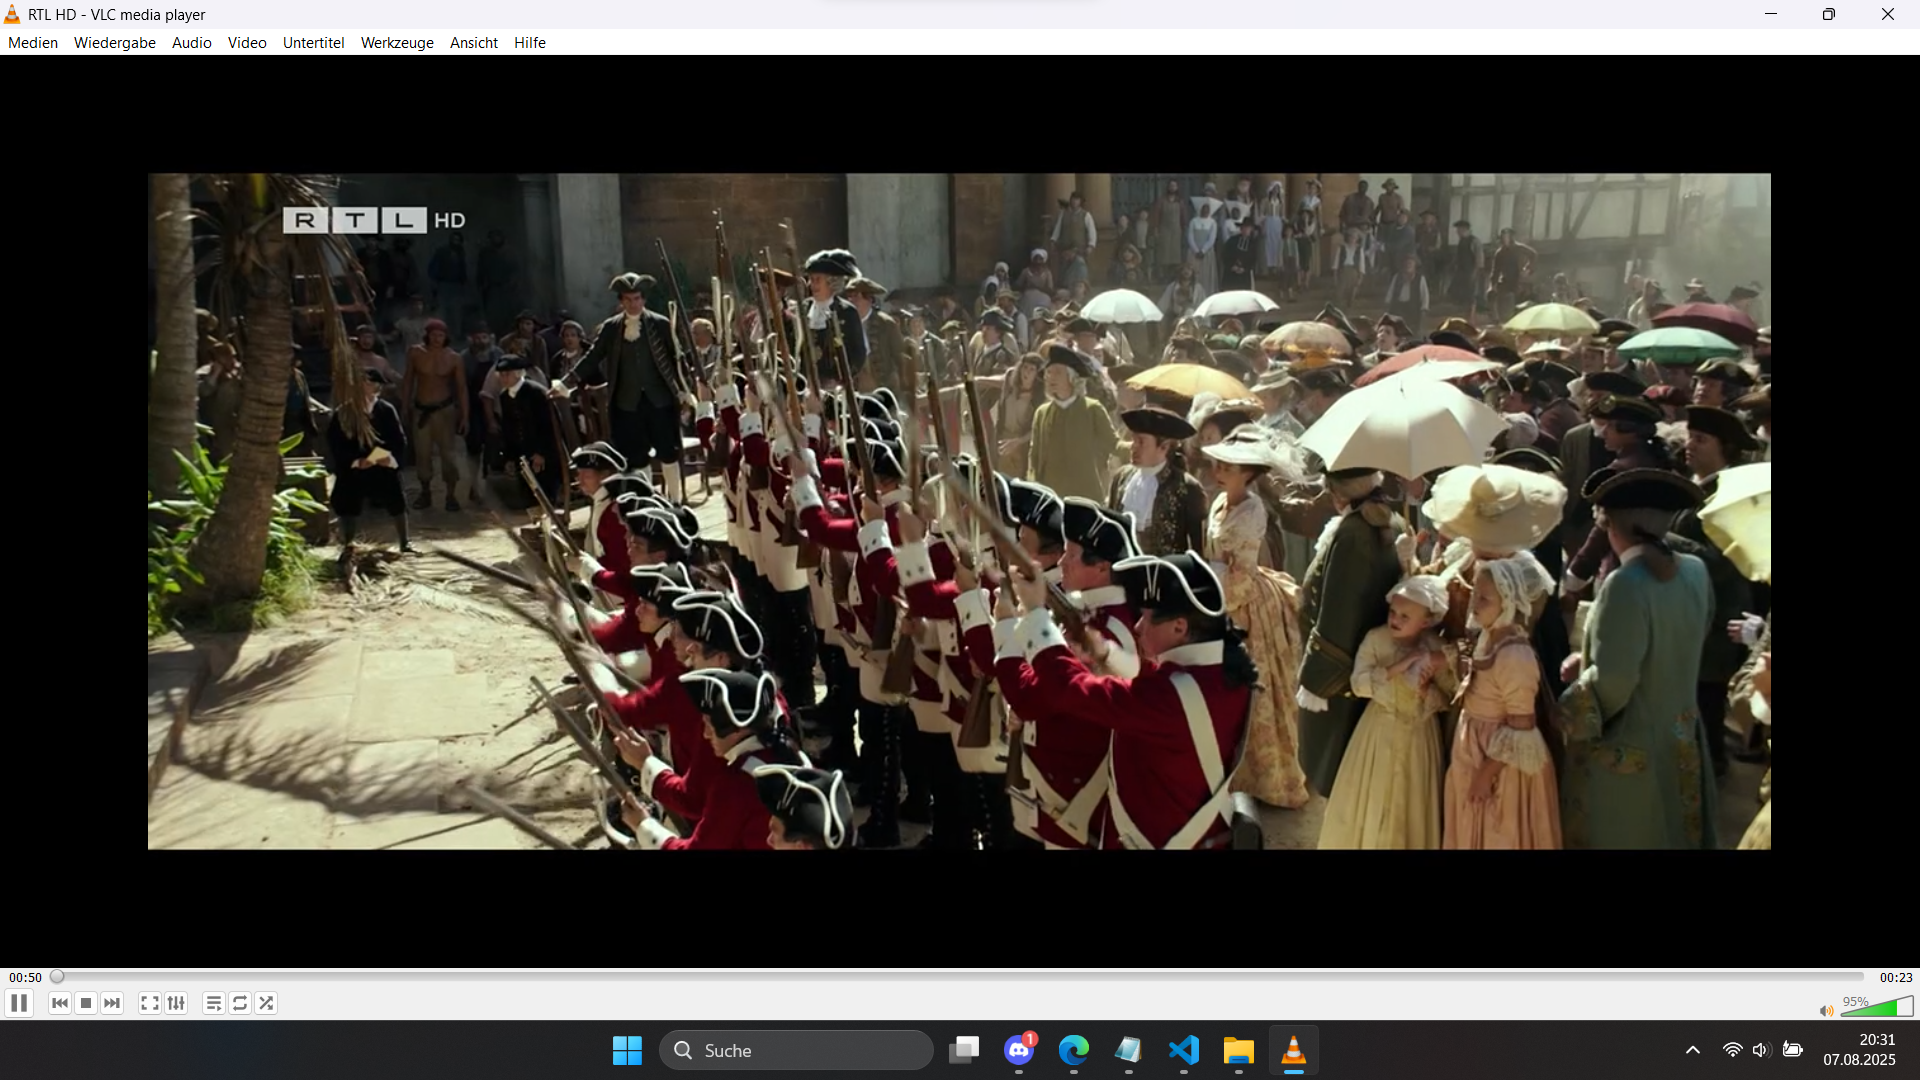 RTL HD - VLC media player
Medien Wiedergabe Audio Video Untertitel Werkzeuge Ansicht Hilfe
RTL HD
00:50
00:23
95%
Suche
1
20:31
07.08.2025